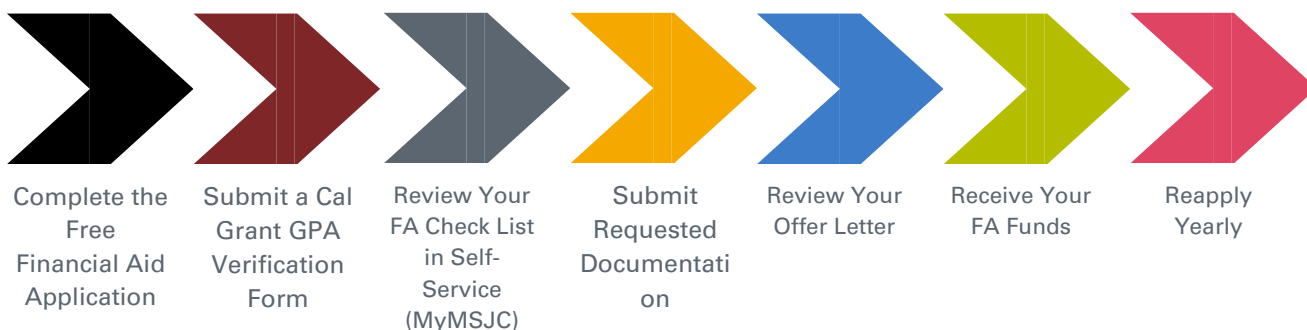 Complete the
Free
Financial Aid
Application
Submit a Cal
Grant GPA
Verification
Form
Review Your
FA Check List
in Self-
Service
(MyMSJC)
Submit
Requested
Documentati
on
Review Your
Offer Letter
Receive Your
FA Funds
Reapply
Yearly